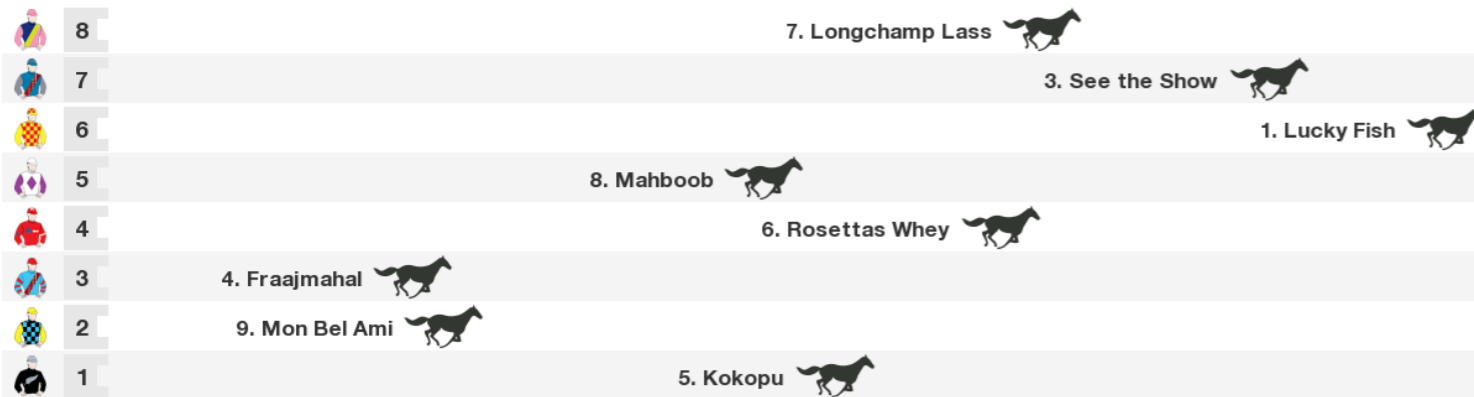 8 7. Longchamp Lass
7 3. See the Show
6 1. Lucky Fish
5 8. Mahboob
4 6. Rosettas Whey
3 4. Fraajmahal
2 9. Mon Bel Ami
1 5. Kokopu